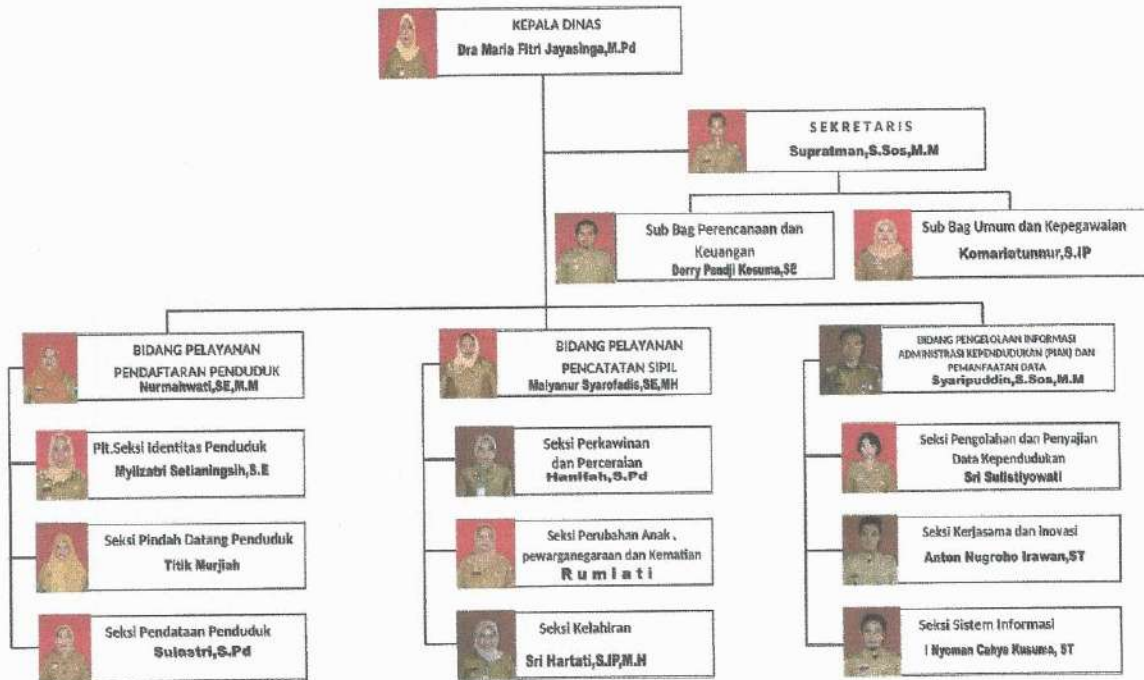 KEPALA DINAS
Dra Maria Fitri Jayasinga,M.Pd
SEKRETARIS
Supratman,S.Sos,M.M
Sub Bag Perencanaan dan
Keuangan
Derry Pandji Kesuma,SE
Sub Bag Umum dan Kepegawaian
Komariatunnur,S.IP
BIDANG PELAYANAN
PENDAFTARAN PENDUDUK
Nurmahwati,SE,M.M
Plt.Seksi Identitas Penduduk
Mylizatri Setianingsih,S.E
Seksi Pindah Datang Penduduk
Titik Murjiah
Seksi Pendataan Penduduk
Sulastri,S.Pd
BIDANG PELAYANAN
PENCATATAN SIPIL
Malyanur Syarofadis,SE,MH
Seksi Perkawinan
dan Perceraian
Hanifah,S.Pd
Seksi Perubahan Anak,
pewarganegaraan dan Kematian
Rumiati
Seksi Kelahiran
Sri Hartati,S.IP,M.H
BIDANG PENGELOLAAN INFORMASI
ADMINISTRASI KEPENDUDUKAN (PIAK) DAN
PEMANFAATAN DATA
Syaripuddin,S.Sos,M.M
Seksi Pengolahan dan Penyajian
Data Kependudukan
Sri Sulistiyowati
Seksi Kerjasama dan Inovasi
Anton Nugroho Irawan,ST
Seksi Sistem Informasi
I Nyoman Cahya Kusuma, ST